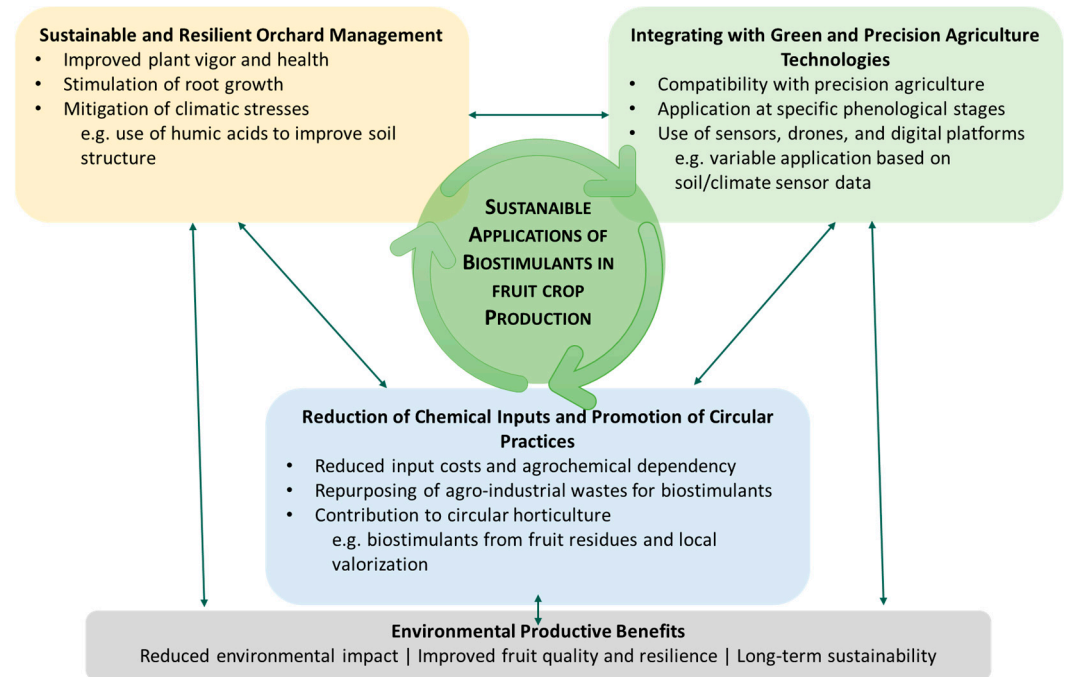 Sustainable and Resilient Orchard Management
• Improved plant vigor and health
• Stimulation of root growth
• Mitigation of climatic stresses
e.g. use of humic acids to improve soil
structure
Integrating with Green and Precision Agriculture
Technologies
• Compatibility with precision agriculture
• Application at specific phenological stages
• Use of sensors, drones, and digital platforms
e.g. variable application based on
soil/climate sensor data
SUSTANAIBLE
APPLICATIONS OF
BIOSTIMULANTS IN
FRUIT CROP
PRODUCTION
Reduction of Chemical Inputs and Promotion of Circular
Practices
• Reduced input costs and agrochemical dependency
• Repurposing of agro-industrial wastes for biostimulants
• Contribution to circular horticulture
e.g. biostimulants from fruit residues and local
valorization
Environmental Productive Benefits
Reduced environmental impact | Improved fruit quality and resilience | Long-term sustainability